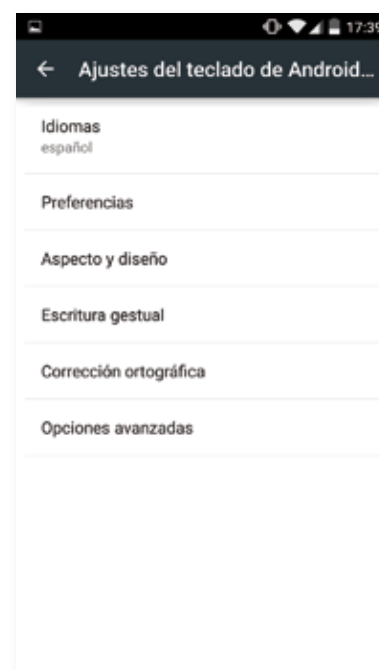 17:39
Ajustes del teclado de Android...
Idiomas
español
Preferencias
Aspecto y diseño
Escritura gestual
Corrección ortográfica
Opciones avanzadas